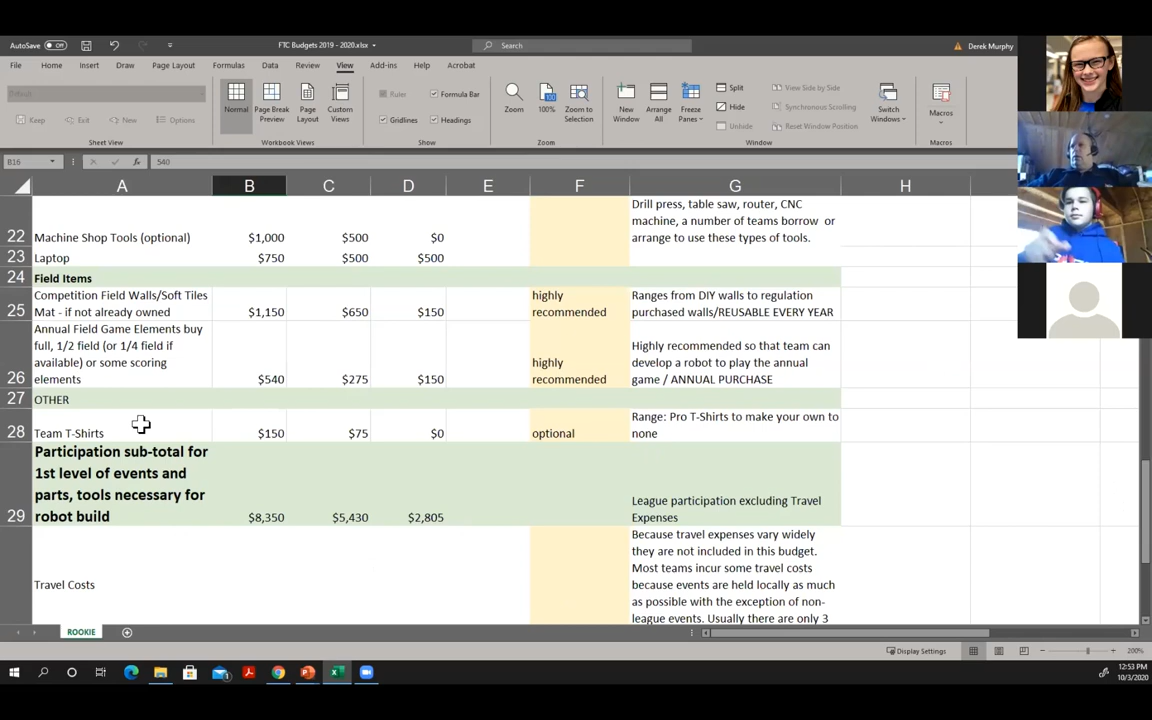 AutoSave Off
FTC Budgets 2019 - 2020.xlsx
Search
Derek Murphy
File Home Insert Draw Page Layout Formulas Data Review View Add-ins Help Acrobat
Default
Keep Exit New Options
Sheet View
Normal
Page Break Preview
Page Layout
Custom Views
Workbook Views
Ruler Formula Bar
Gridlines Headings
Show
Zoom
100%
Zoom to Selection
Zoom
New Window
Arrange All
Freeze Panes
Split
Hide
Unhide
View Side by Side
Synchronous Scrolling
Reset Window Position
Window
Switch Windows
Macros
Macros
B16 fx 540
A B C D E F G H
Drill press, table saw, router, CNC
machine, a number of teams borrow or
22 Machine Shop Tools (optional) $1,000 $500 $0 arrange to use these types of tools.
23 Laptop $750 $500 $500
24 Field Items
Competition Field Walls/Soft Tiles highly Ranges from DIY walls to regulation
25 Mat - if not already owned $1,150 $650 $150 recommended purchased walls/REUSABLE EVERY YEAR
Annual Field Game Elements buy
full, 1/2 field (or 1/4 field if Highly recommended so that team can
available) or some scoring highly develop a robot to play the annual
26 elements $540 $275 $150 recommended game / ANNUAL PURCHASE
27 OTHER
Range: Pro T-Shirts to make your own to
28 Team T-Shirts $150 $75 $0 optional none
Participation sub-total for
1st level of events and
parts, tools necessary for League participation excluding Travel
29 robot build $8,350 $5,430 $2,805 Expenses
Because travel expenses vary widely
they are not included in this budget.
Most teams incur some travel costs
Travel Costs because events are held locally as much
as possible with the exception of non-
league events. Usually there are only 3
ROOKIE
Display Settings 200%
12:53 PM
10/3/2020